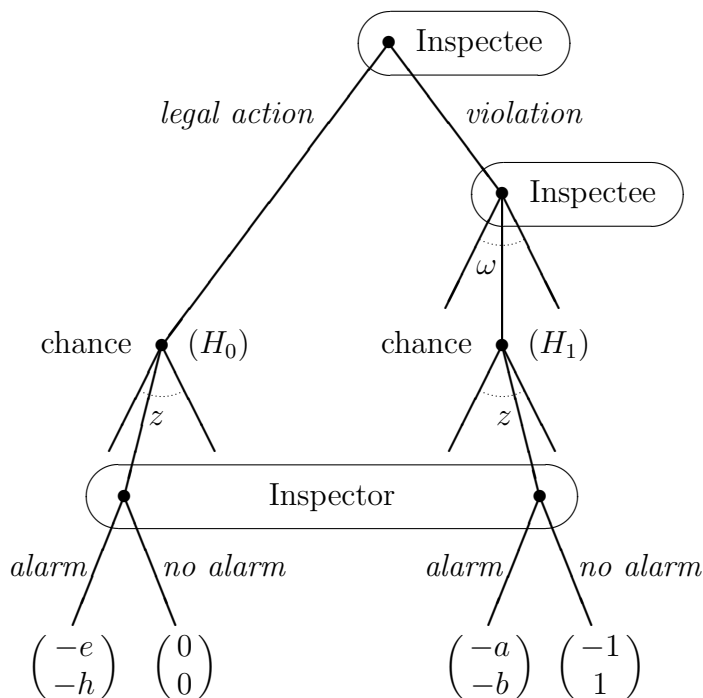 Inspectee
legal action violation
Inspectee
ω
chance (H₀) chance (H₁)
z z
Inspector
alarm no alarm alarm no alarm
(−e) (0) (−a) (−1)
(−h) (0) (−b) (1)